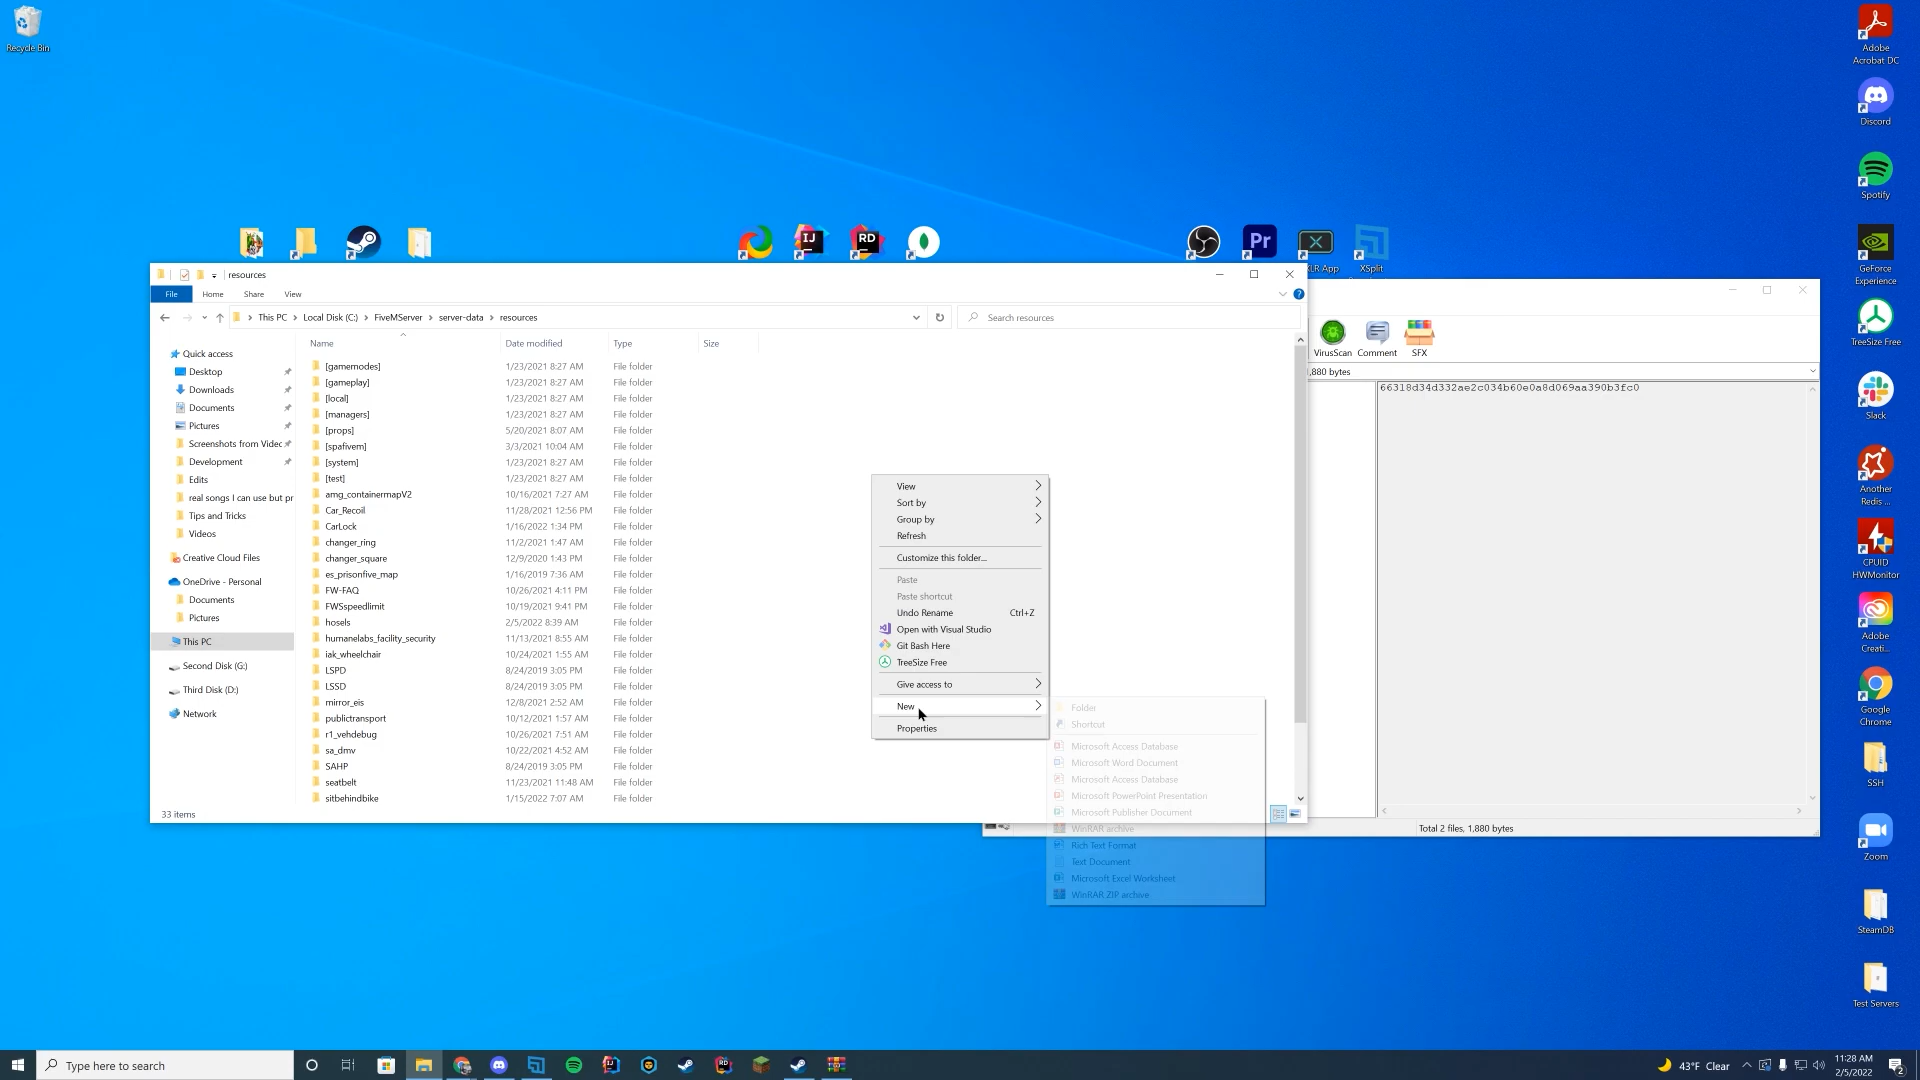 Recycle Bin
Adobe
Acrobat DC
Discord
Spotify
GeForce
Experience
TreeSize Free
Slack
Another
Redis ...
CPUID
HWMonitor
Adobe
Creati...
Google
Chrome
SSH
Zoom
SteamDB
Test Servers
IJ
RD
Pr
XLR App
XSplit
resources
File
Home
Share
View
This PC
Local Disk (C:)
FiveMServer
server-data
resources
Search resources
Name
Date modified
Type
Size
Quick access
Desktop
Downloads
Documents
Pictures
Screenshots from Videc
Development
Edits
real songs I can use but pr
Tips and Tricks
Videos
Creative Cloud Files
OneDrive - Personal
Documents
Pictures
This PC
Second Disk (G:)
Third Disk (D:)
Network
[gamemodes] 1/23/2021 8:27 AM File folder
[gameplay] 1/23/2021 8:27 AM File folder
[local] 1/23/2021 8:27 AM File folder
[managers] 1/23/2021 8:27 AM File folder
[props] 5/20/2021 8:07 AM File folder
[spafivem] 3/3/2021 10:04 AM File folder
[system] 1/23/2021 8:27 AM File folder
[test] 1/23/2021 8:27 AM File folder
amg_containermapV2 10/16/2021 7:27 AM File folder
Car_Recoil 11/28/2021 12:56 PM File folder
CarLock 1/16/2022 1:34 PM File folder
changer_ring 11/2/2021 1:47 AM File folder
changer_square 12/9/2020 1:43 PM File folder
es_prisonfive_map 1/16/2019 7:36 AM File folder
FW-FAQ 10/26/2021 4:11 PM File folder
FWSspeedlimit 10/19/2021 9:41 PM File folder
hosels 2/5/2022 8:39 AM File folder
humanelabs_facility_security 11/13/2021 8:55 AM File folder
iak_wheelchair 10/24/2021 1:55 AM File folder
LSPD 8/24/2019 3:05 PM File folder
LSSD 8/24/2019 3:05 PM File folder
mirror_eis 12/8/2021 2:52 AM File folder
publictransport 10/12/2021 1:57 AM File folder
r1_vehdebug 10/26/2021 7:51 AM File folder
sa_dmv 10/22/2021 4:52 AM File folder
SAHP 8/24/2019 3:05 PM File folder
seatbelt 11/23/2021 11:48 AM File folder
sitbehindbike 1/15/2022 7:07 AM File folder
33 items
View
Sort by
Group by
Refresh
Customize this folder...
Paste
Paste shortcut
Undo Rename Ctrl+Z
Open with Visual Studio
Git Bash Here
TreeSize Free
Give access to
New
Properties
Folder
Shortcut
Microsoft Access Database
Microsoft Word Document
Microsoft Access Database
Microsoft PowerPoint Presentation
Microsoft Publisher Document
WinRAR archive
Rich Text Format
Text Document
Microsoft Excel Worksheet
WinRAR ZIP archive
VirusScan
Comment
SFX
,880 bytes
66318d34d332ae2c034b60e0a8d069aa390b3fc0
Total 2 files, 1,880 bytes
Type here to search
43°F Clear
11:28 AM
2/5/2022
2